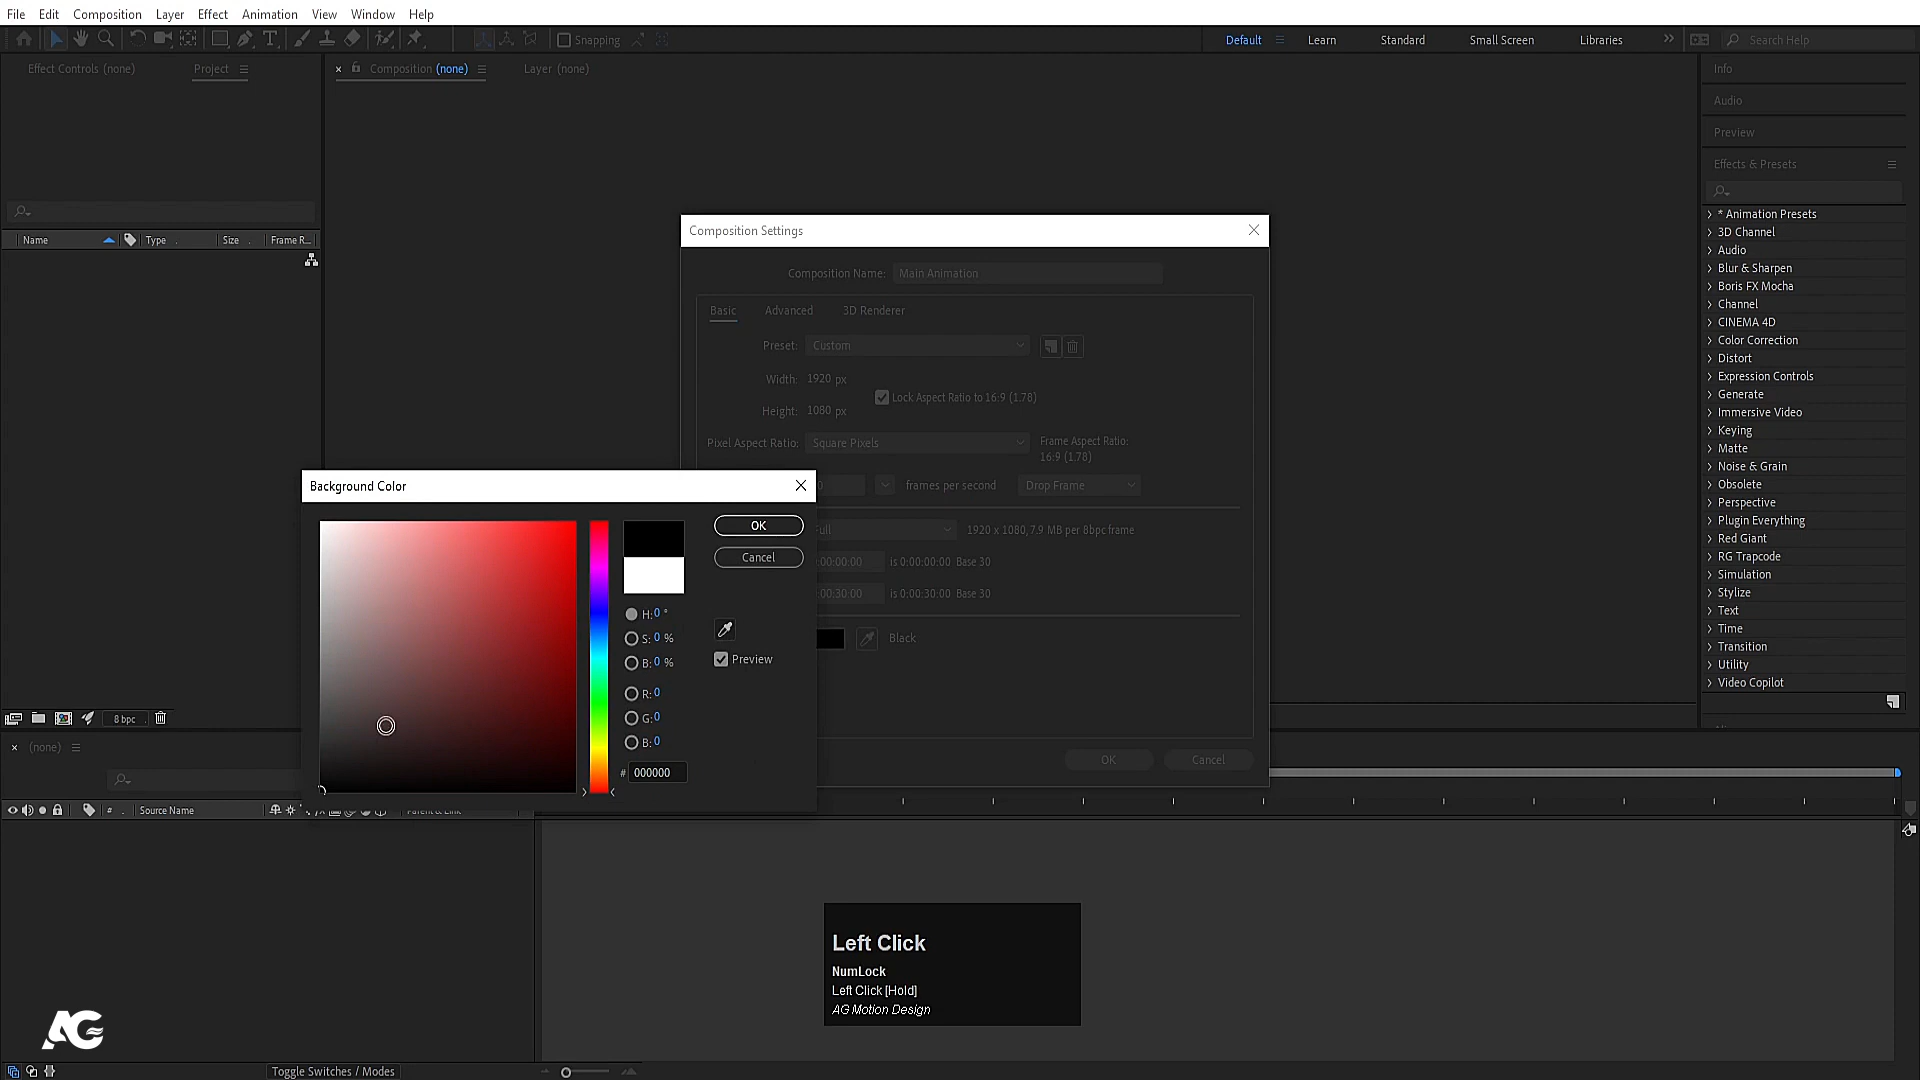 File Edit Composition Layer Effect Animation View Window Help
Snapping Default Learn Standard Small Screen Libraries Search Help
Effect Controls (none) Project Composition (none) Layer (none) Info
Audio
Preview
Effects & Presets
Name Type Size Frame R...
* Animation Presets
3D Channel
Audio
Blur & Sharpen
Boris FX Mocha
Channel
CINEMA 4D
Color Correction
Distort
Expression Controls
Generate
Immersive Video
Keying
Matte
Noise & Grain
Obsolete
Perspective
Plugin Everything
Red Giant
RG Trapcode
Simulation
Stylize
Text
Time
Transition
Utility
Video Copilot
Composition Settings
Composition Name: Main Animation
Basic Advanced 3D Renderer
Preset: Custom
Width: 1920 px
Lock Aspect Ratio to 16:9 (1.78)
Height: 1080 px
Pixel Aspect Ratio: Square Pixels Frame Aspect Ratio:
16:9 (1.78)
frames per second Drop Frame
Full 1920 x 1080, 7.9 MB per 8bpc frame
:00:00:00 is 0:00:00:00 Base 30
:00:30:00 is 0:00:30:00 Base 30
Black
OK Cancel
Background Color
OK
Cancel
H: 0 °
S: 0 %
B: 0 %
Preview
R: 0
G: 0
B: 0
# 000000
8 bpc
(none)
# Source Name
Left Click
NumLock
Left Click [Hold]
AG Motion Design
AG
Toggle Switches / Modes